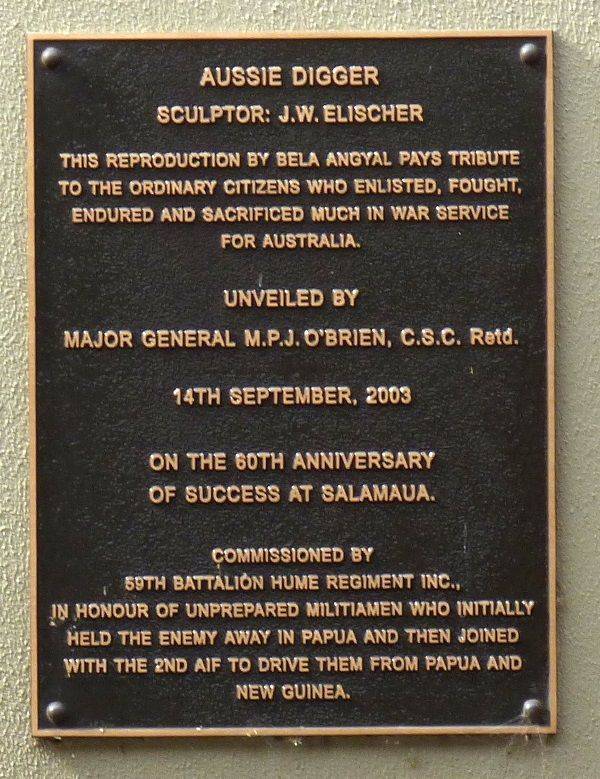 AUSSIE DIGGER
SCULPTOR: J.W. ELISCHER
THIS REPRODUCTION BY BELA ANGYAL PAYS TRIBUTE
TO THE ORDINARY CITIZENS WHO ENLISTED, FOUGHT,
ENDURED AND SACRIFICED MUCH IN WAR SERVICE
FOR AUSTRALIA.
UNVEILED BY
MAJOR GENERAL M.P.J. O'BRIEN, C.S.C. Retd.
14TH SEPTEMBER, 2003
ON THE 60TH ANNIVERSARY
OF SUCCESS AT SALAMAUA.
COMMISSIONED BY
59TH BATTALION HUME REGIMENT INC.,
IN HONOUR OF UNPREPARED MILITIAMEN WHO INITIALLY
HELD THE ENEMY AWAY IN PAPUA AND THEN JOINED
WITH THE 2ND AIF TO DRIVE THEM FROM PAPUA AND
NEW GUINEA.